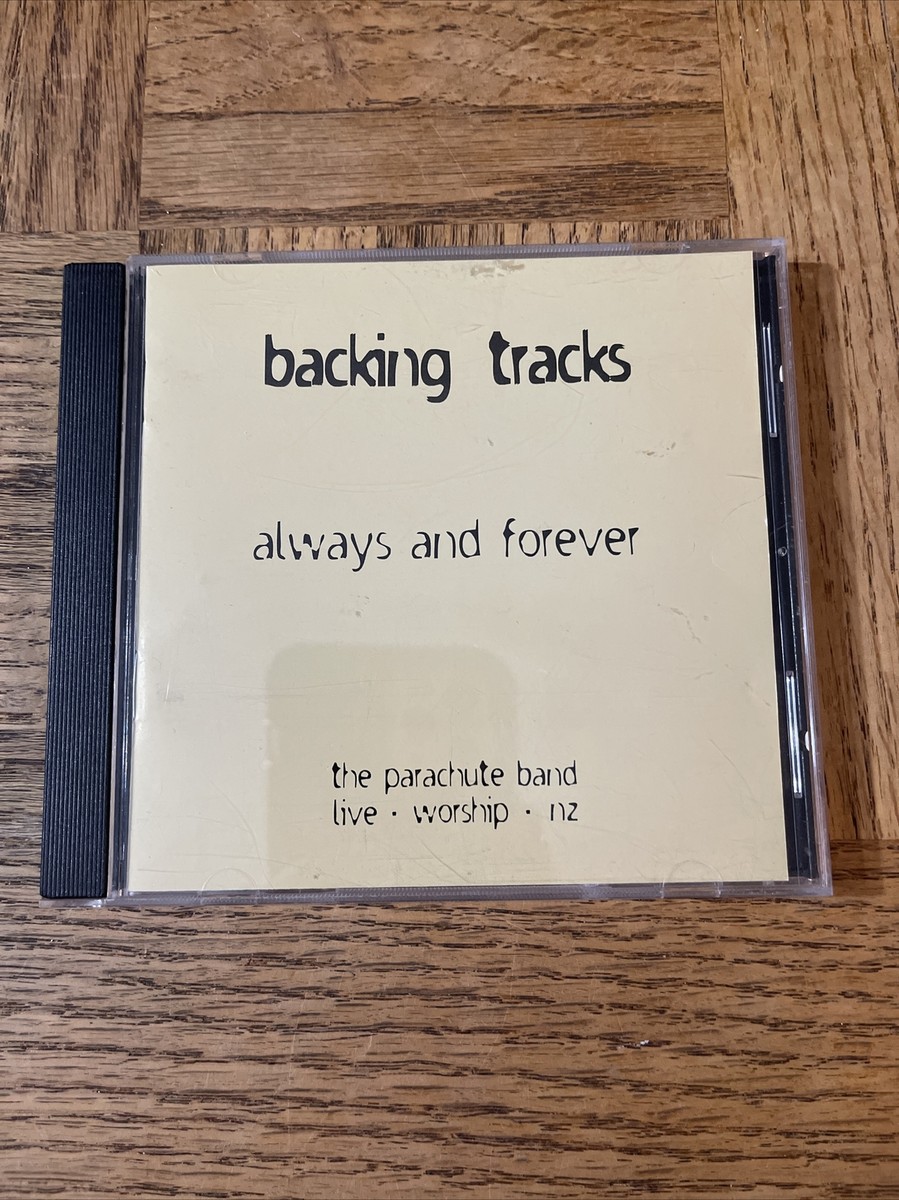 backing tracks
always and forever
the parachute band
live · worship · nz